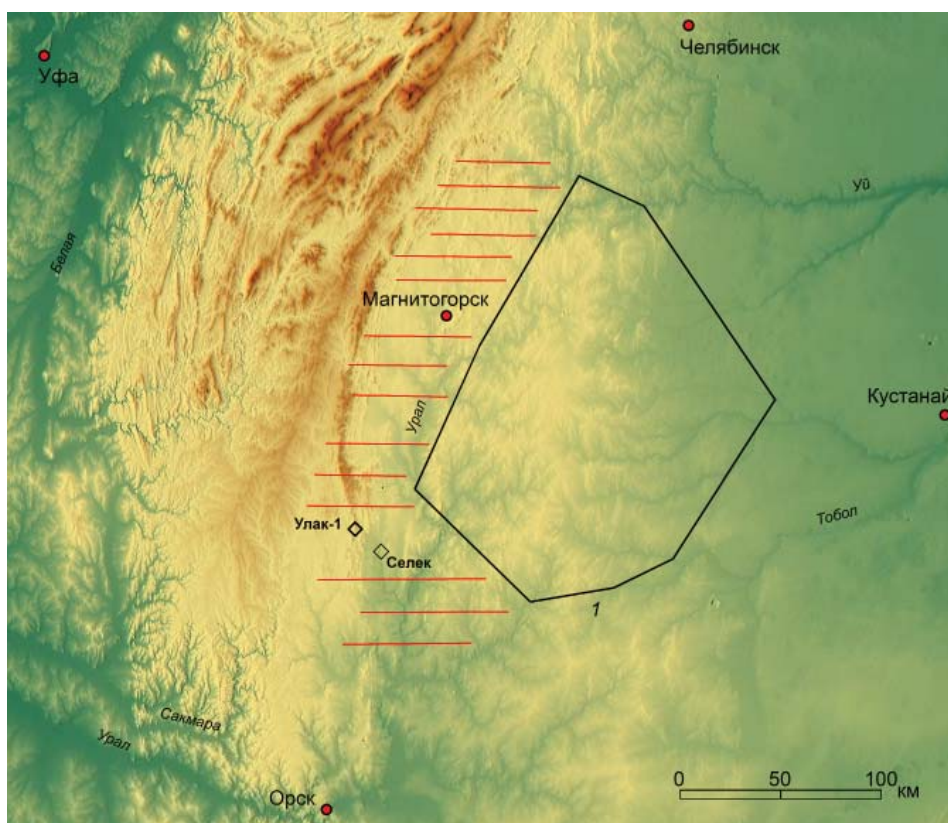 Челябинск
Уфа
Уй
Белая
Магнитогорск
Кустанай
Урал
Тобол
Улак-1
Селек
1
Сакмара
Урал
0 50 100
км
Орск